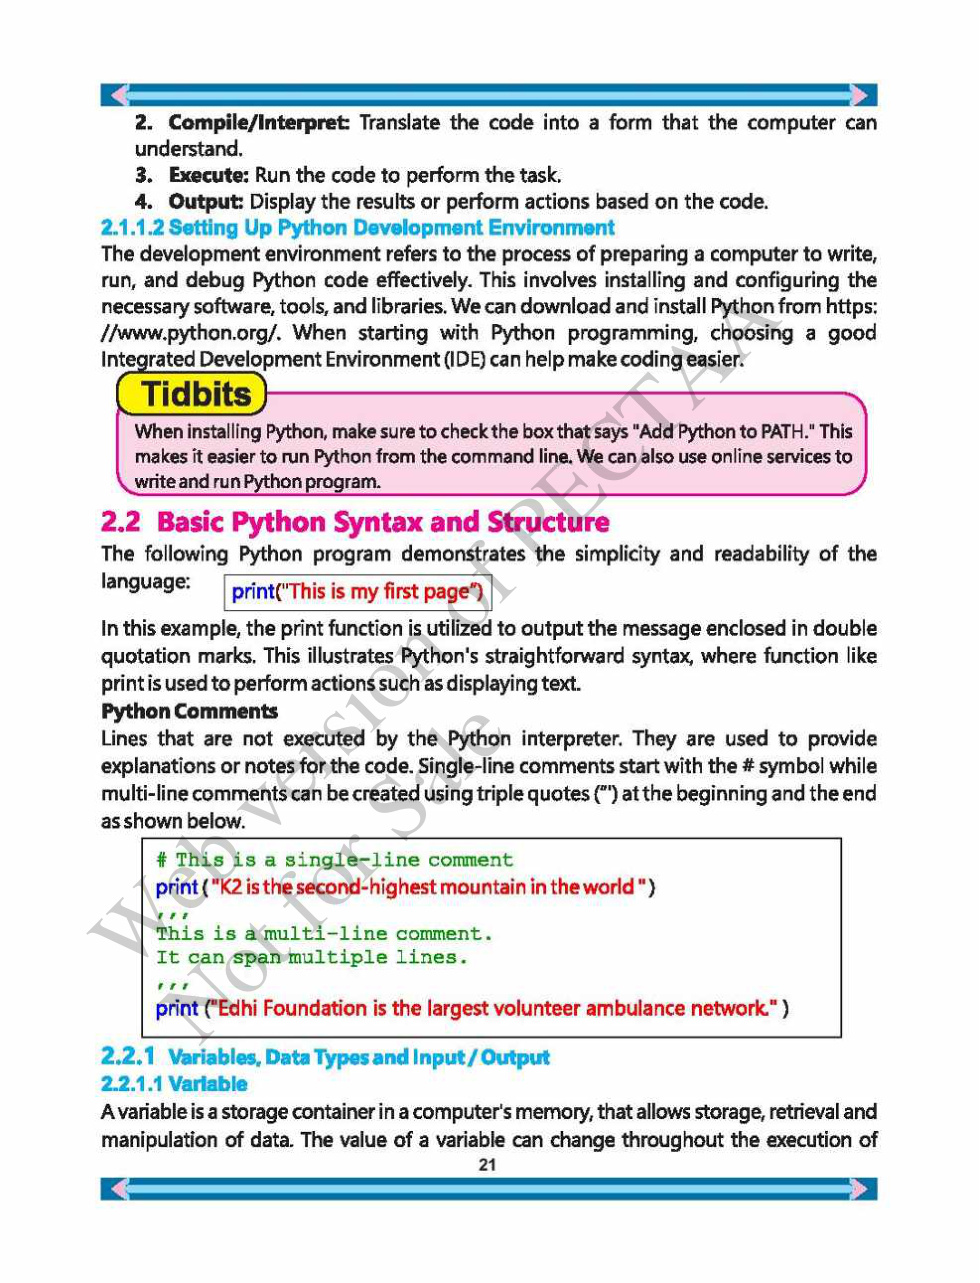 2. Compile/Interpret: Translate the code into a form that the computer can
understand.
3. Execute: Run the code to perform the task.
4. Output: Display the results or perform actions based on the code.
2.1.1.2 Setting Up Python Development Environment
The development environment refers to the process of preparing a computer to write,
run, and debug Python code effectively. This involves installing and configuring the
necessary software, tools, and libraries. We can download and install Python from https:
//www.python.org/. When starting with Python programming, choosing a good
Integrated Development Environment (IDE) can help make coding easier.
Tidbits
When installing Python, make sure to check the box that says "Add Python to PATH." This
makes it easier to run Python from the command line. We can also use online services to
write and run Python program.
2.2 Basic Python Syntax and Structure
The following Python program demonstrates the simplicity and readability of the
language:
print("This is my first page")
In this example, the print function is utilized to output the message enclosed in double
quotation marks. This illustrates Python's straightforward syntax, where function like
print is used to perform actions such as displaying text.
Python Comments
Lines that are not executed by the Python interpreter. They are used to provide
explanations or notes for the code. Single-line comments start with the # symbol while
multi-line comments can be created using triple quotes (''') at the beginning and the end
as shown below.
# This is a single-line comment
print ( "K2 is the second-highest mountain in the world " )
'''
This is a multi-line comment.
It can span multiple lines.
'''
print ("Edhi Foundation is the largest volunteer ambulance network." )
2.2.1 Variables, Data Types and Input / Output
2.2.1.1 Variable
A variable is a storage container in a computer's memory, that allows storage, retrieval and
manipulation of data. The value of a variable can change throughout the execution of
21
Web version of PECTAA
Not for Sale